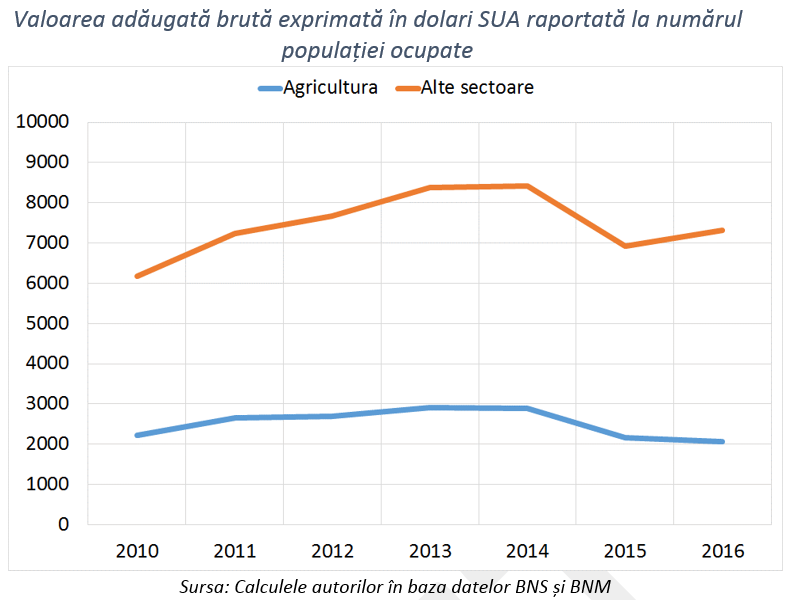 Valoarea adăugată brută exprimată în dolari SUA raportată la numărul
populației ocupate
Agricultura Alte sectoare
10000
9000
8000
7000
6000
5000
4000
3000
2000
1000
0
2010 2011 2012 2013 2014 2015 2016
Sursa: Calculele autorilor în baza datelor BNS și BNM